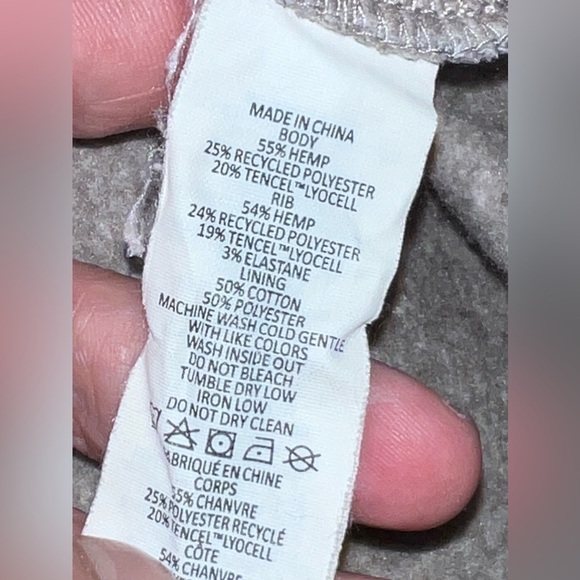 MADE IN CHINA
BODY
55% HEMP
25% RECYCLED POLYESTER
20% TENCEL™LYOCELL
RIB
54% HEMP
24% RECYCLED POLYESTER
19% TENCEL™LYOCELL
3% ELASTANE
LINING
50% COTTON
50% POLYESTER
MACHINE WASH COLD GENTLE
WITH LIKE COLORS
WASH INSIDE OUT
DO NOT BLEACH
TUMBLE DRY LOW
IRON LOW
DO NOT DRY CLEAN
ABRIQUÉ EN CHINE
CORPS
55% CHANVRE
25% POLYESTER RECYCLÉ
20% TENCEL™LYOCELL
CÔTE
54% CHANVRE